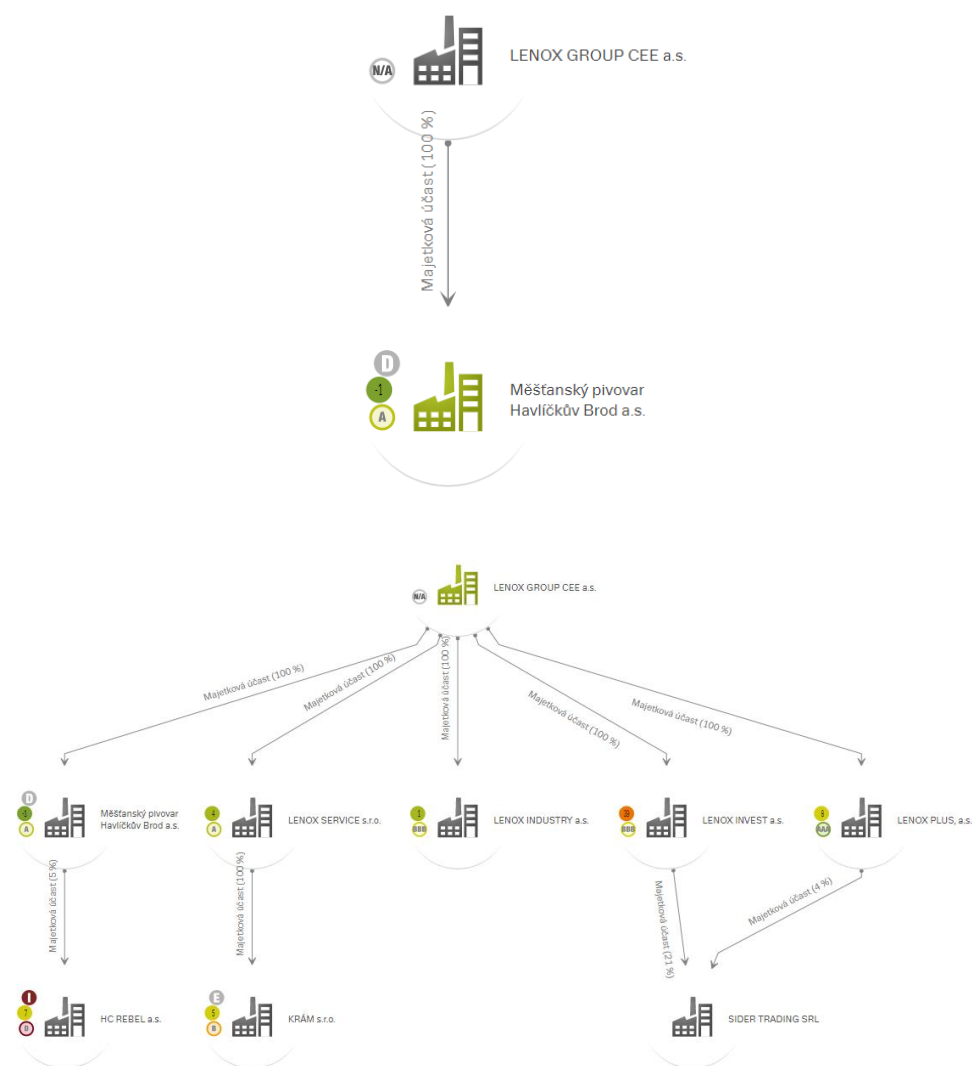 N/A
LENOX GROUP CEE a.s.
Majetková účast (100 %)
D
-1
A
Měšťanský pivovar
Havlíčkův Brod a.s.
N/A
LENOX GROUP CEE a.s.
Majetková účast (100 %)
Majetková účast (100 %)
Majetková účast (100 %)
Majetková účast (100 %)
Majetková účast (100 %)
D
-1
A
Měšťanský pivovar
Havlíčkův Brod a.s.
A
LENOX SERVICE s.r.o.
BBB
LENOX INDUSTRY a.s.
BBB
LENOX INVEST a.s.
AAA
LENOX PLUS, a.s.
Majetková účast (5 %)
Majetková účast (100 %)
Majetková účast (21 %)
Majetková účast (4 %)
I
7
D
HC REBEL a.s.
E
5
B
KRÁM s.r.o.
SIDER TRADING SRL